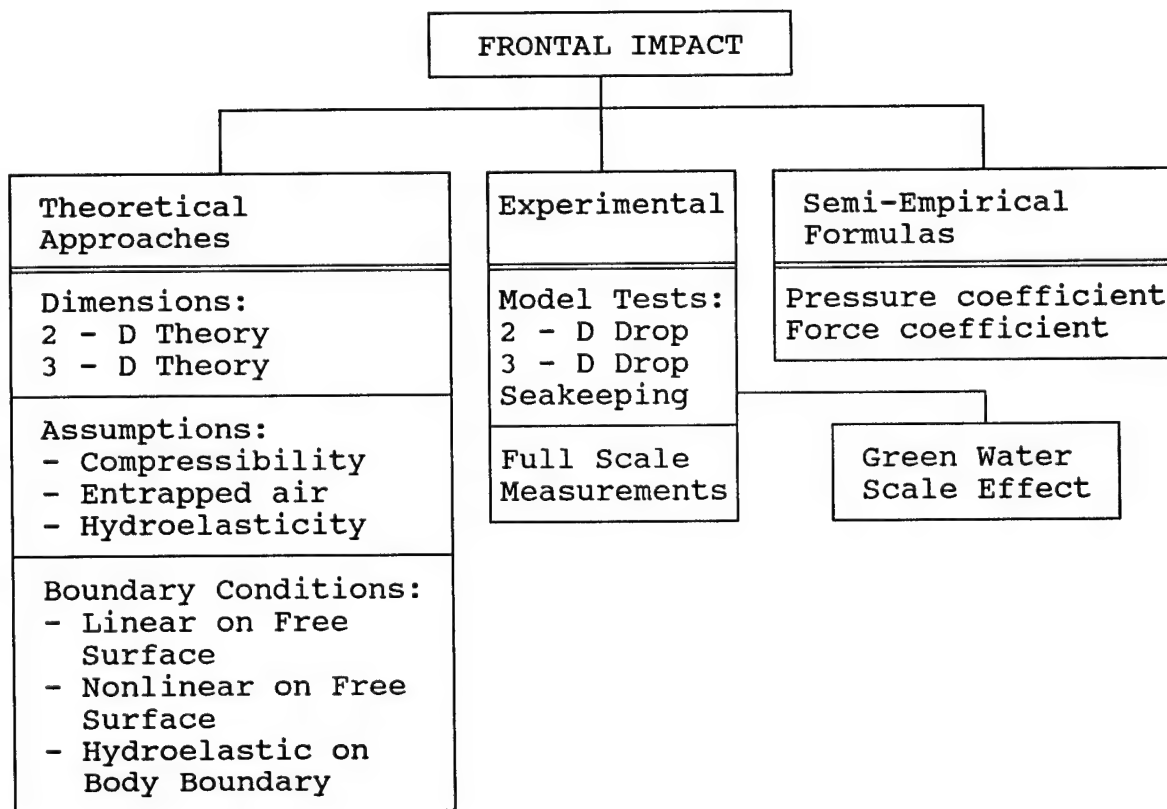 FRONTAL IMPACT
Theoretical
Approaches
Dimensions:
2 - D Theory
3 - D Theory
Assumptions:
- Compressibility
- Entrapped air
- Hydroelasticity
Boundary Conditions:
- Linear on Free
Surface
- Nonlinear on Free
Surface
- Hydroelastic on
Body Boundary
Experimental
Model Tests:
2 - D Drop
3 - D Drop
Seakeeping
Full Scale
Measurements
Semi-Empirical
Formulas
Pressure coefficient
Force coefficient
Green Water
Scale Effect